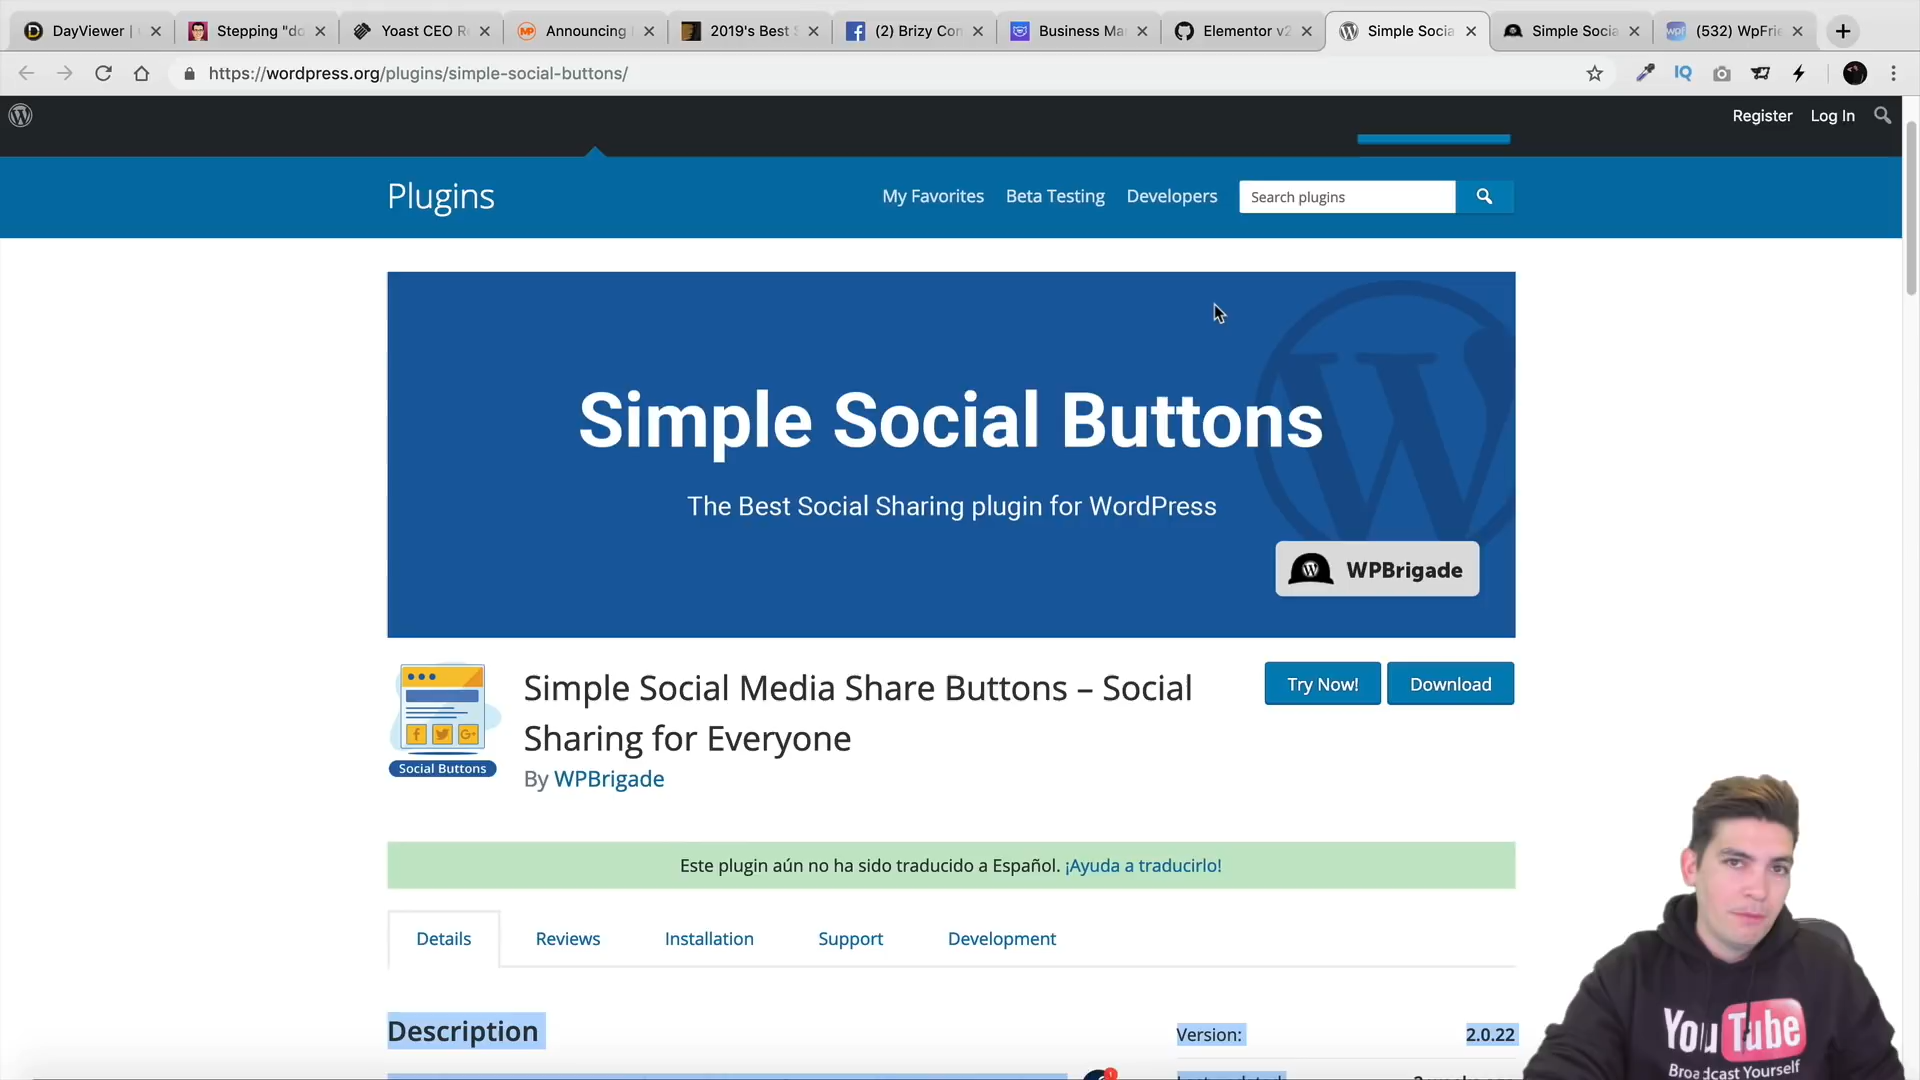 DayViewer |
Stepping "do
Yoast CEO R
Announcing
2019's Best S
(2) Brizy Con
Business Ma
Elementor v2
Simple Socia
Simple Socia
(532) WpFrie
https://wordpress.org/plugins/simple-social-buttons/
IQ
Register
Log In
Plugins
My Favorites
Beta Testing
Developers
Search plugins
Simple Social Buttons
The Best Social Sharing plugin for WordPress
WPBrigade
Simple Social Media Share Buttons – Social
Sharing for Everyone
Try Now!
Download
Social Buttons
By WPBrigade
Este plugin aún no ha sido traducido a Español. ¡Ayuda a traducirlo!
Details
Reviews
Installation
Support
Development
Description
Version:
2.0.22
YouTube
Broadcast Yourself